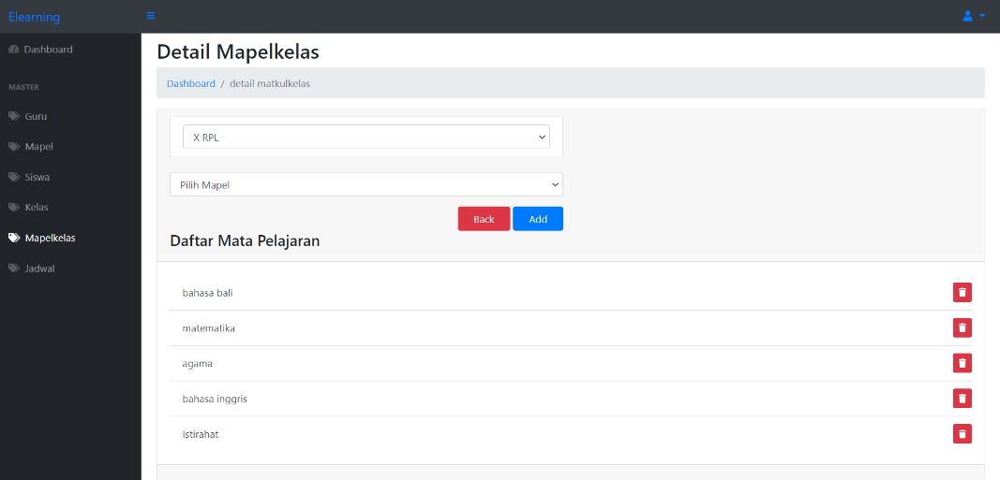 Elearning
Dashboard
MASTER
Guru
Mapel
Siswa
Kelas
Mapelkelas
Jadwal
Detail Mapelkelas
Dashboard / detail matkulkelas
X RPL
Pilih Mapel
Back Add
Daftar Mata Pelajaran
bahasa bali
matematika
agama
bahasa inggris
Istirahat